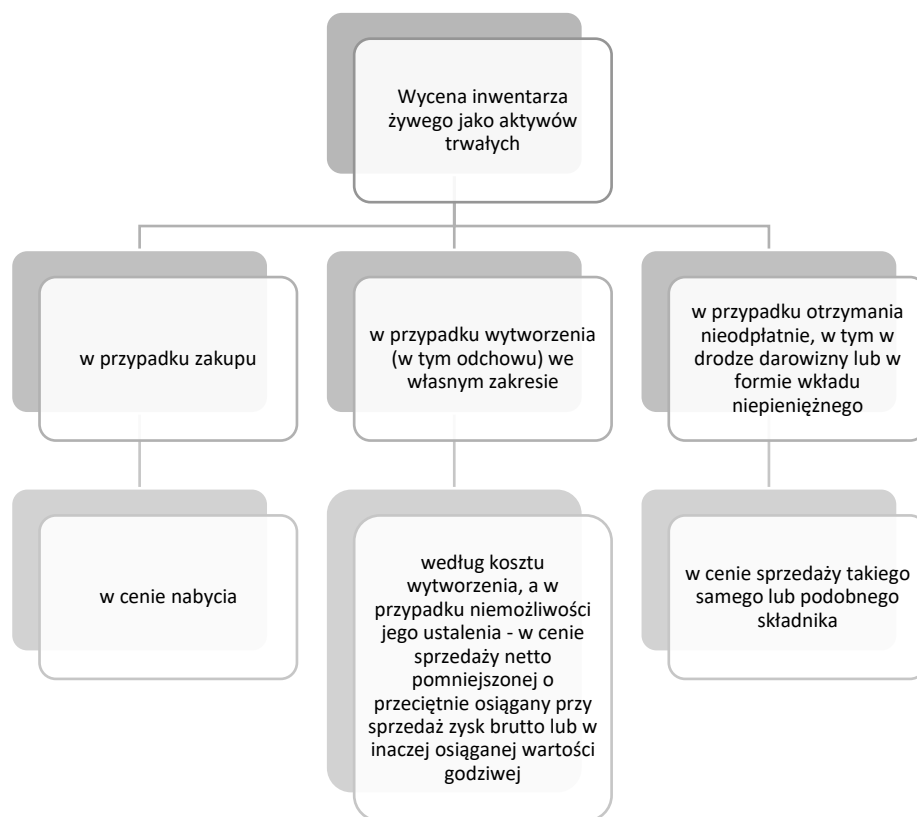 Wycena inwentarza
żywego jako aktywów
trwałych
w przypadku zakupu
w przypadku wytworzenia
(w tym odchowu) we
własnym zakresie
w przypadku otrzymania
nieodpłatnie, w tym w
drodze darowizny lub w
formie wkładu
niepieniężnego
w cenie nabycia
według kosztu
wytworzenia, a w
przypadku niemożliwości
jego ustalenia - w cenie
sprzedaży netto
pomniejszonej o
przeciętnie osiągany przy
sprzedaż zysk brutto lub w
inaczej osiąganej wartości
godziwej
w cenie sprzedaży takiego
samego lub podobnego
składnika